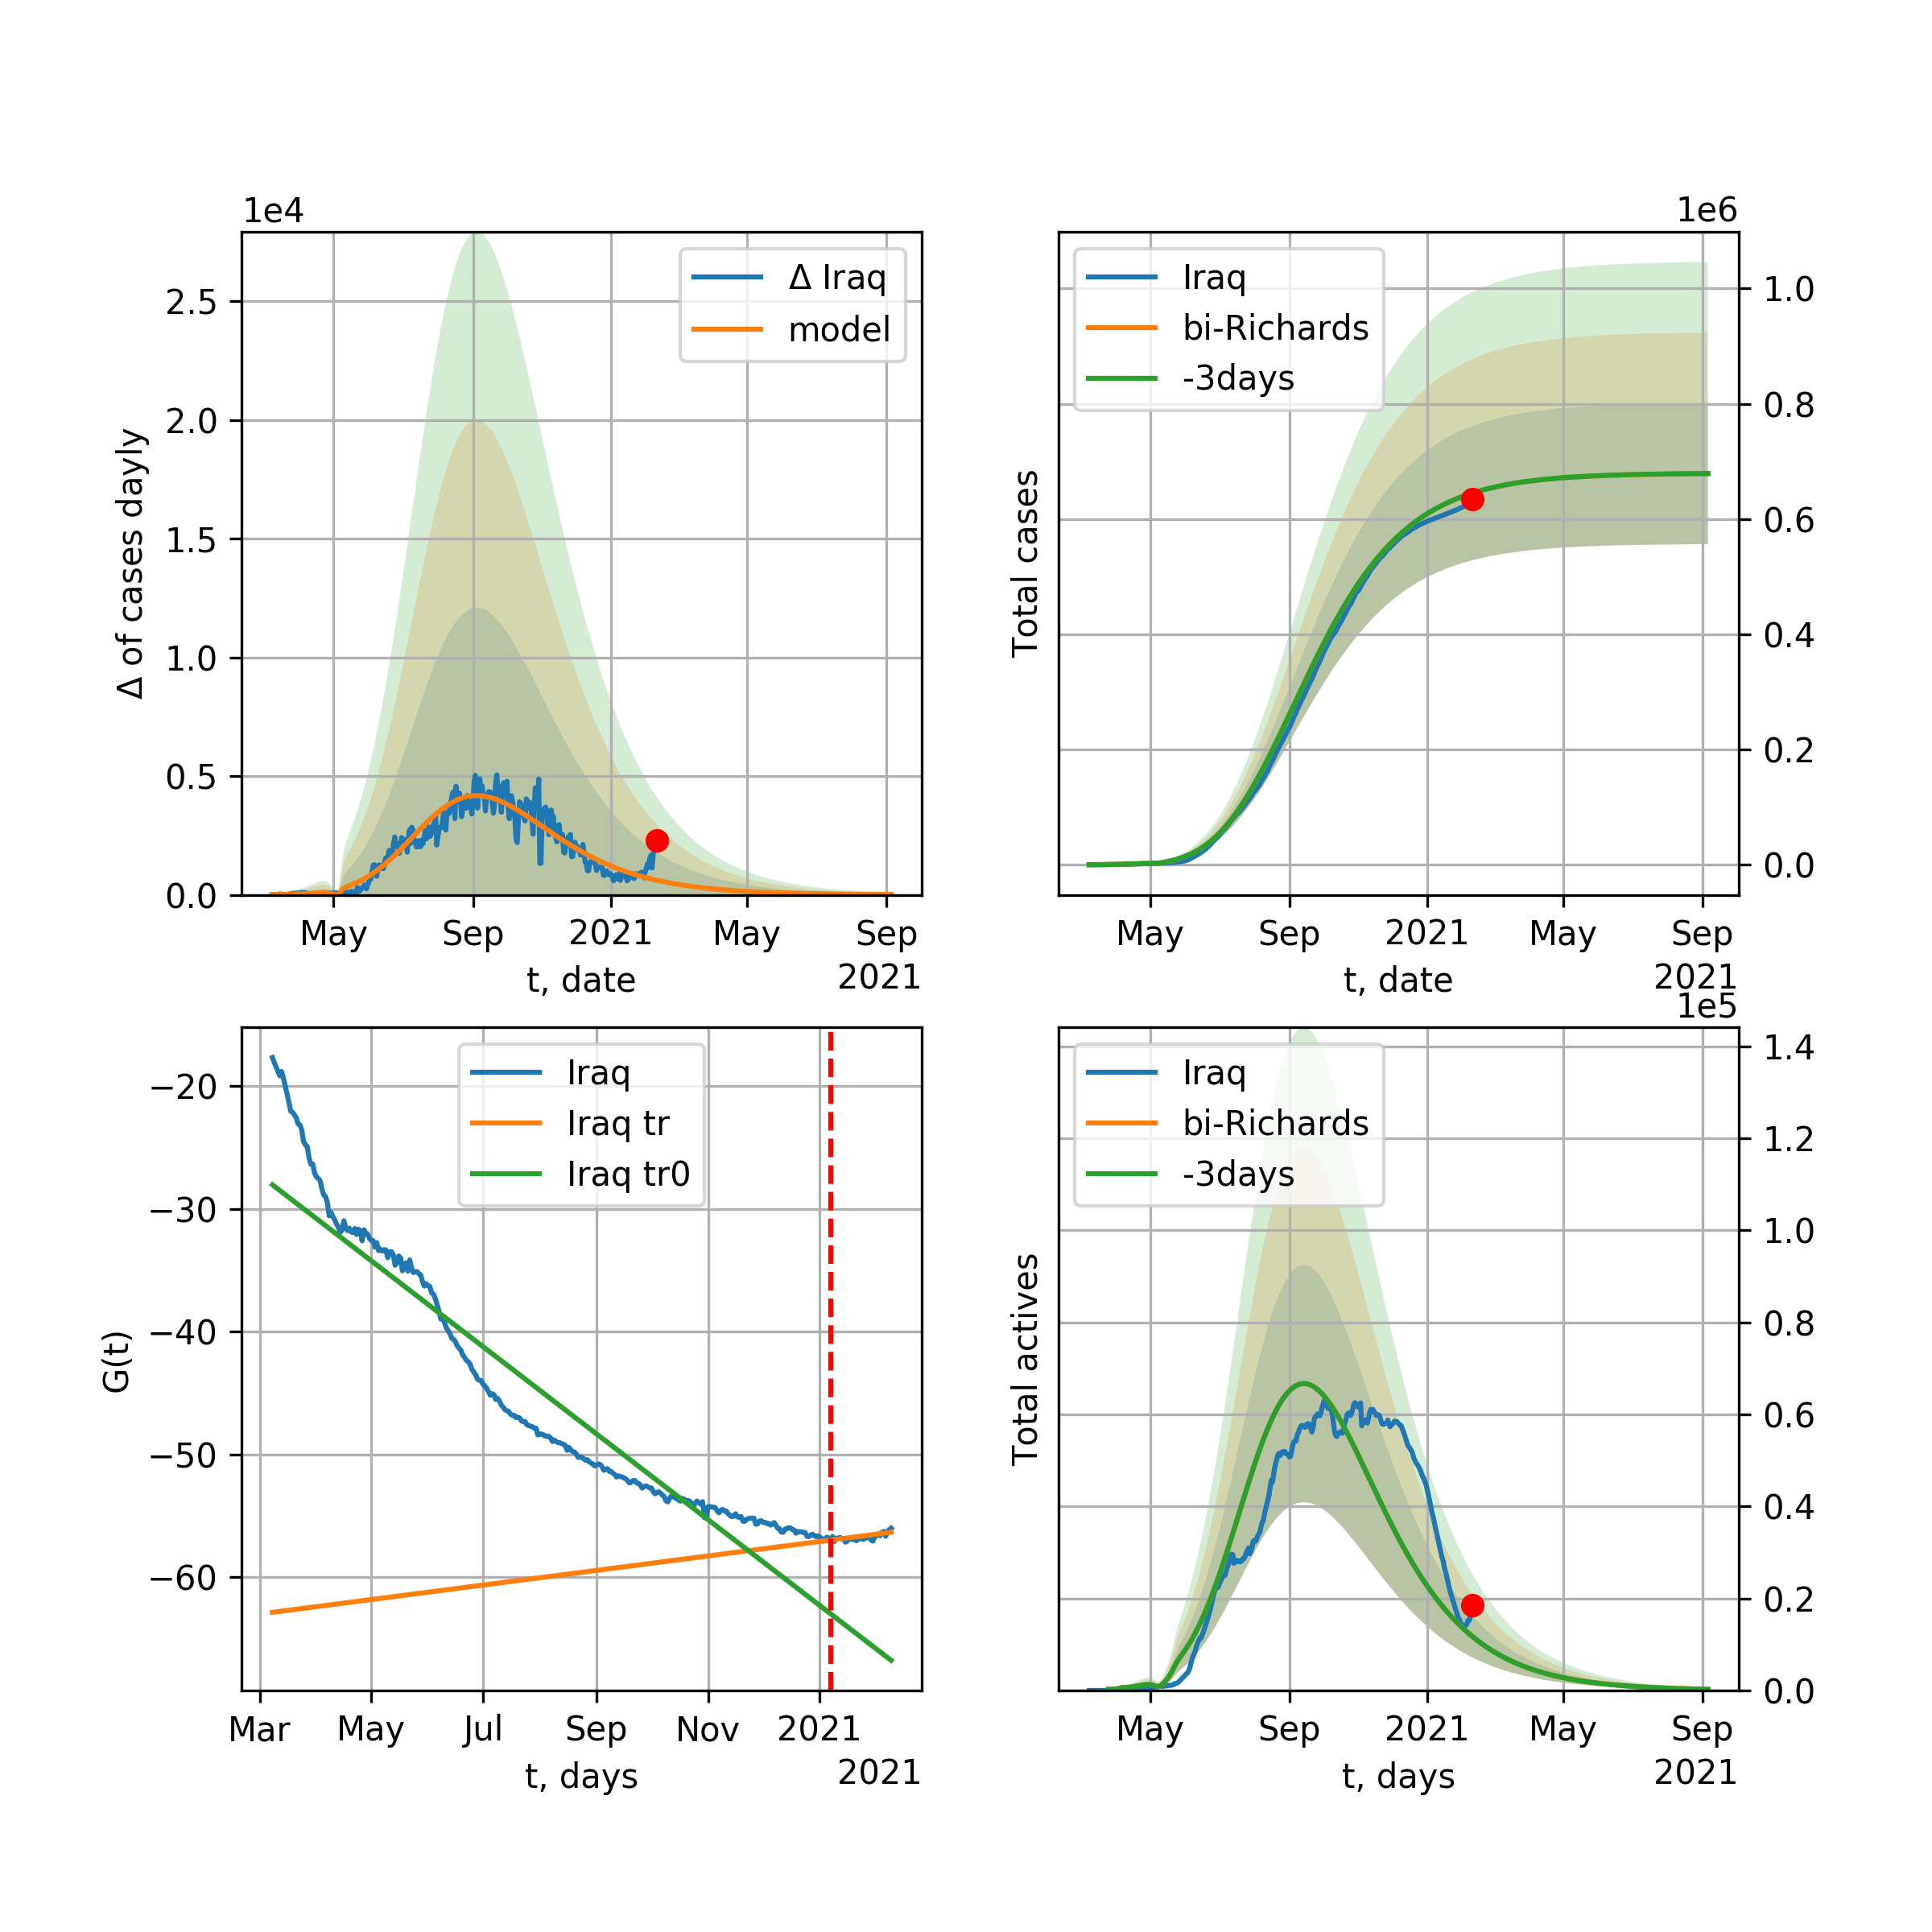 1e4
Δ of cases dayly
2.5
2.0
1.5
1.0
0.5
0.0
Δ Iraq
model
May Sep 2021 May Sep
t, date
2021
1e6
Total cases
Iraq
bi-Richards
-3days
1.0
0.8
0.6
0.4
0.2
0.0
May Sep 2021 May Sep
t, date
2021
G(t)
−20
−30
−40
−50
−60
Iraq
Iraq tr
Iraq tr0
Mar May Jul Sep Nov 2021
t, days
2021
1e5
Total actives
Iraq
bi-Richards
-3days
1.4
1.2
1.0
0.8
0.6
0.4
0.2
0.0
May Sep 2021 May Sep
t, days
2021